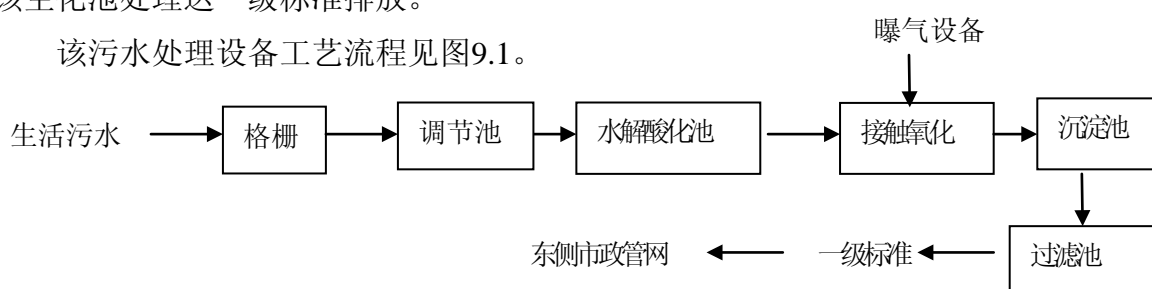 该生化池处理达一级标准排放。
该污水处理设备工艺流程见图9.1。
曝气设备
生活污水
格栅
调节池
水解酸化池
接触氧化
沉淀池
东侧市政管网
一级标准
过滤池